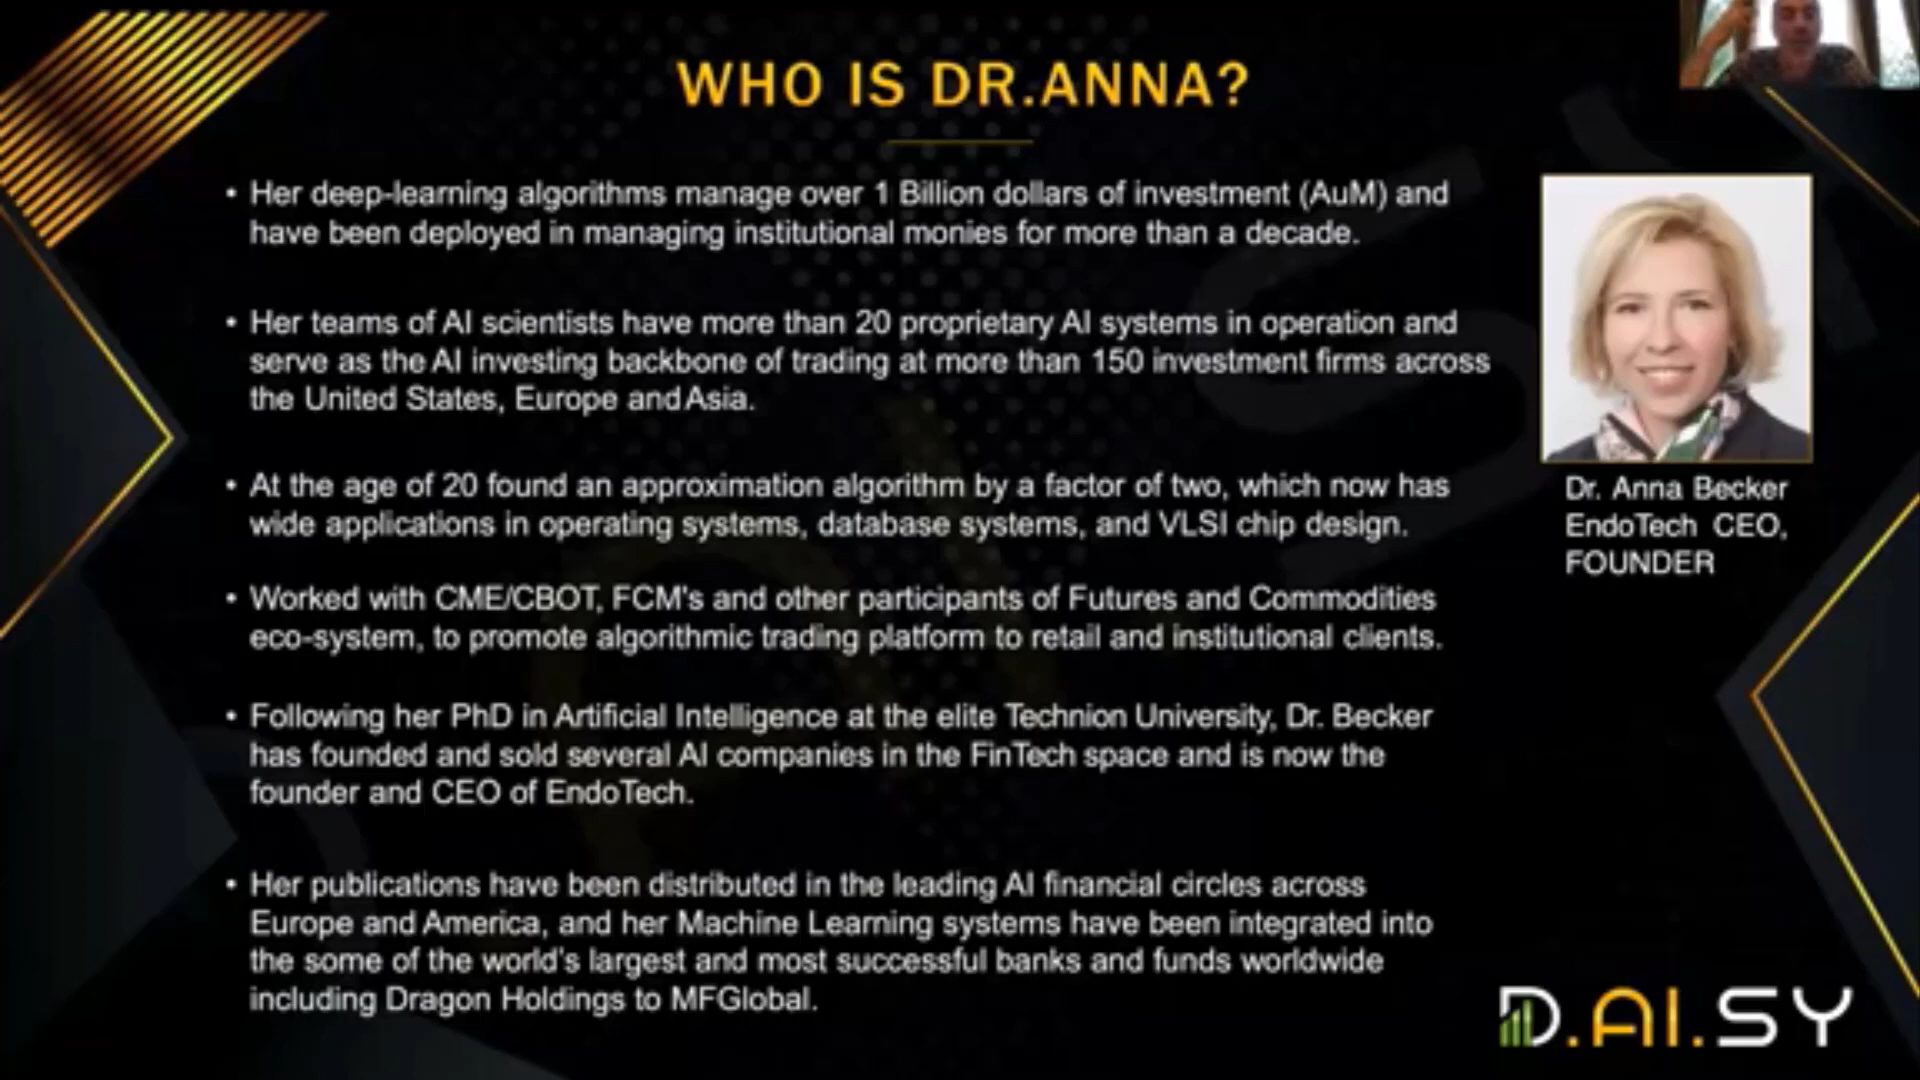 WHO IS DR.ANNA?
• Her deep-learning algorithms manage over 1 Billion dollars of investment (AuM) and
have been deployed in managing institutional monies for more than a decade.
• Her teams of AI scientists have more than 20 proprietary AI systems in operation and
serve as the AI investing backbone of trading at more than 150 investment firms across
the United States, Europe and Asia.
• At the age of 20 found an approximation algorithm by a factor of two, which now has
wide applications in operating systems, database systems, and VLSI chip design.
• Worked with CME/CBOT, FCM's and other participants of Futures and Commodities
eco-system, to promote algorithmic trading platform to retail and institutional clients.
• Following her PhD in Artificial Intelligence at the elite Technion University, Dr. Becker
has founded and sold several AI companies in the FinTech space and is now the
founder and CEO of EndoTech.
• Her publications have been distributed in the leading AI financial circles across
Europe and America, and her Machine Learning systems have been integrated into
the some of the world's largest and most successful banks and funds worldwide
including Dragon Holdings to MFGlobal.
Dr. Anna Becker
EndoTech CEO,
FOUNDER
D.AI.SY